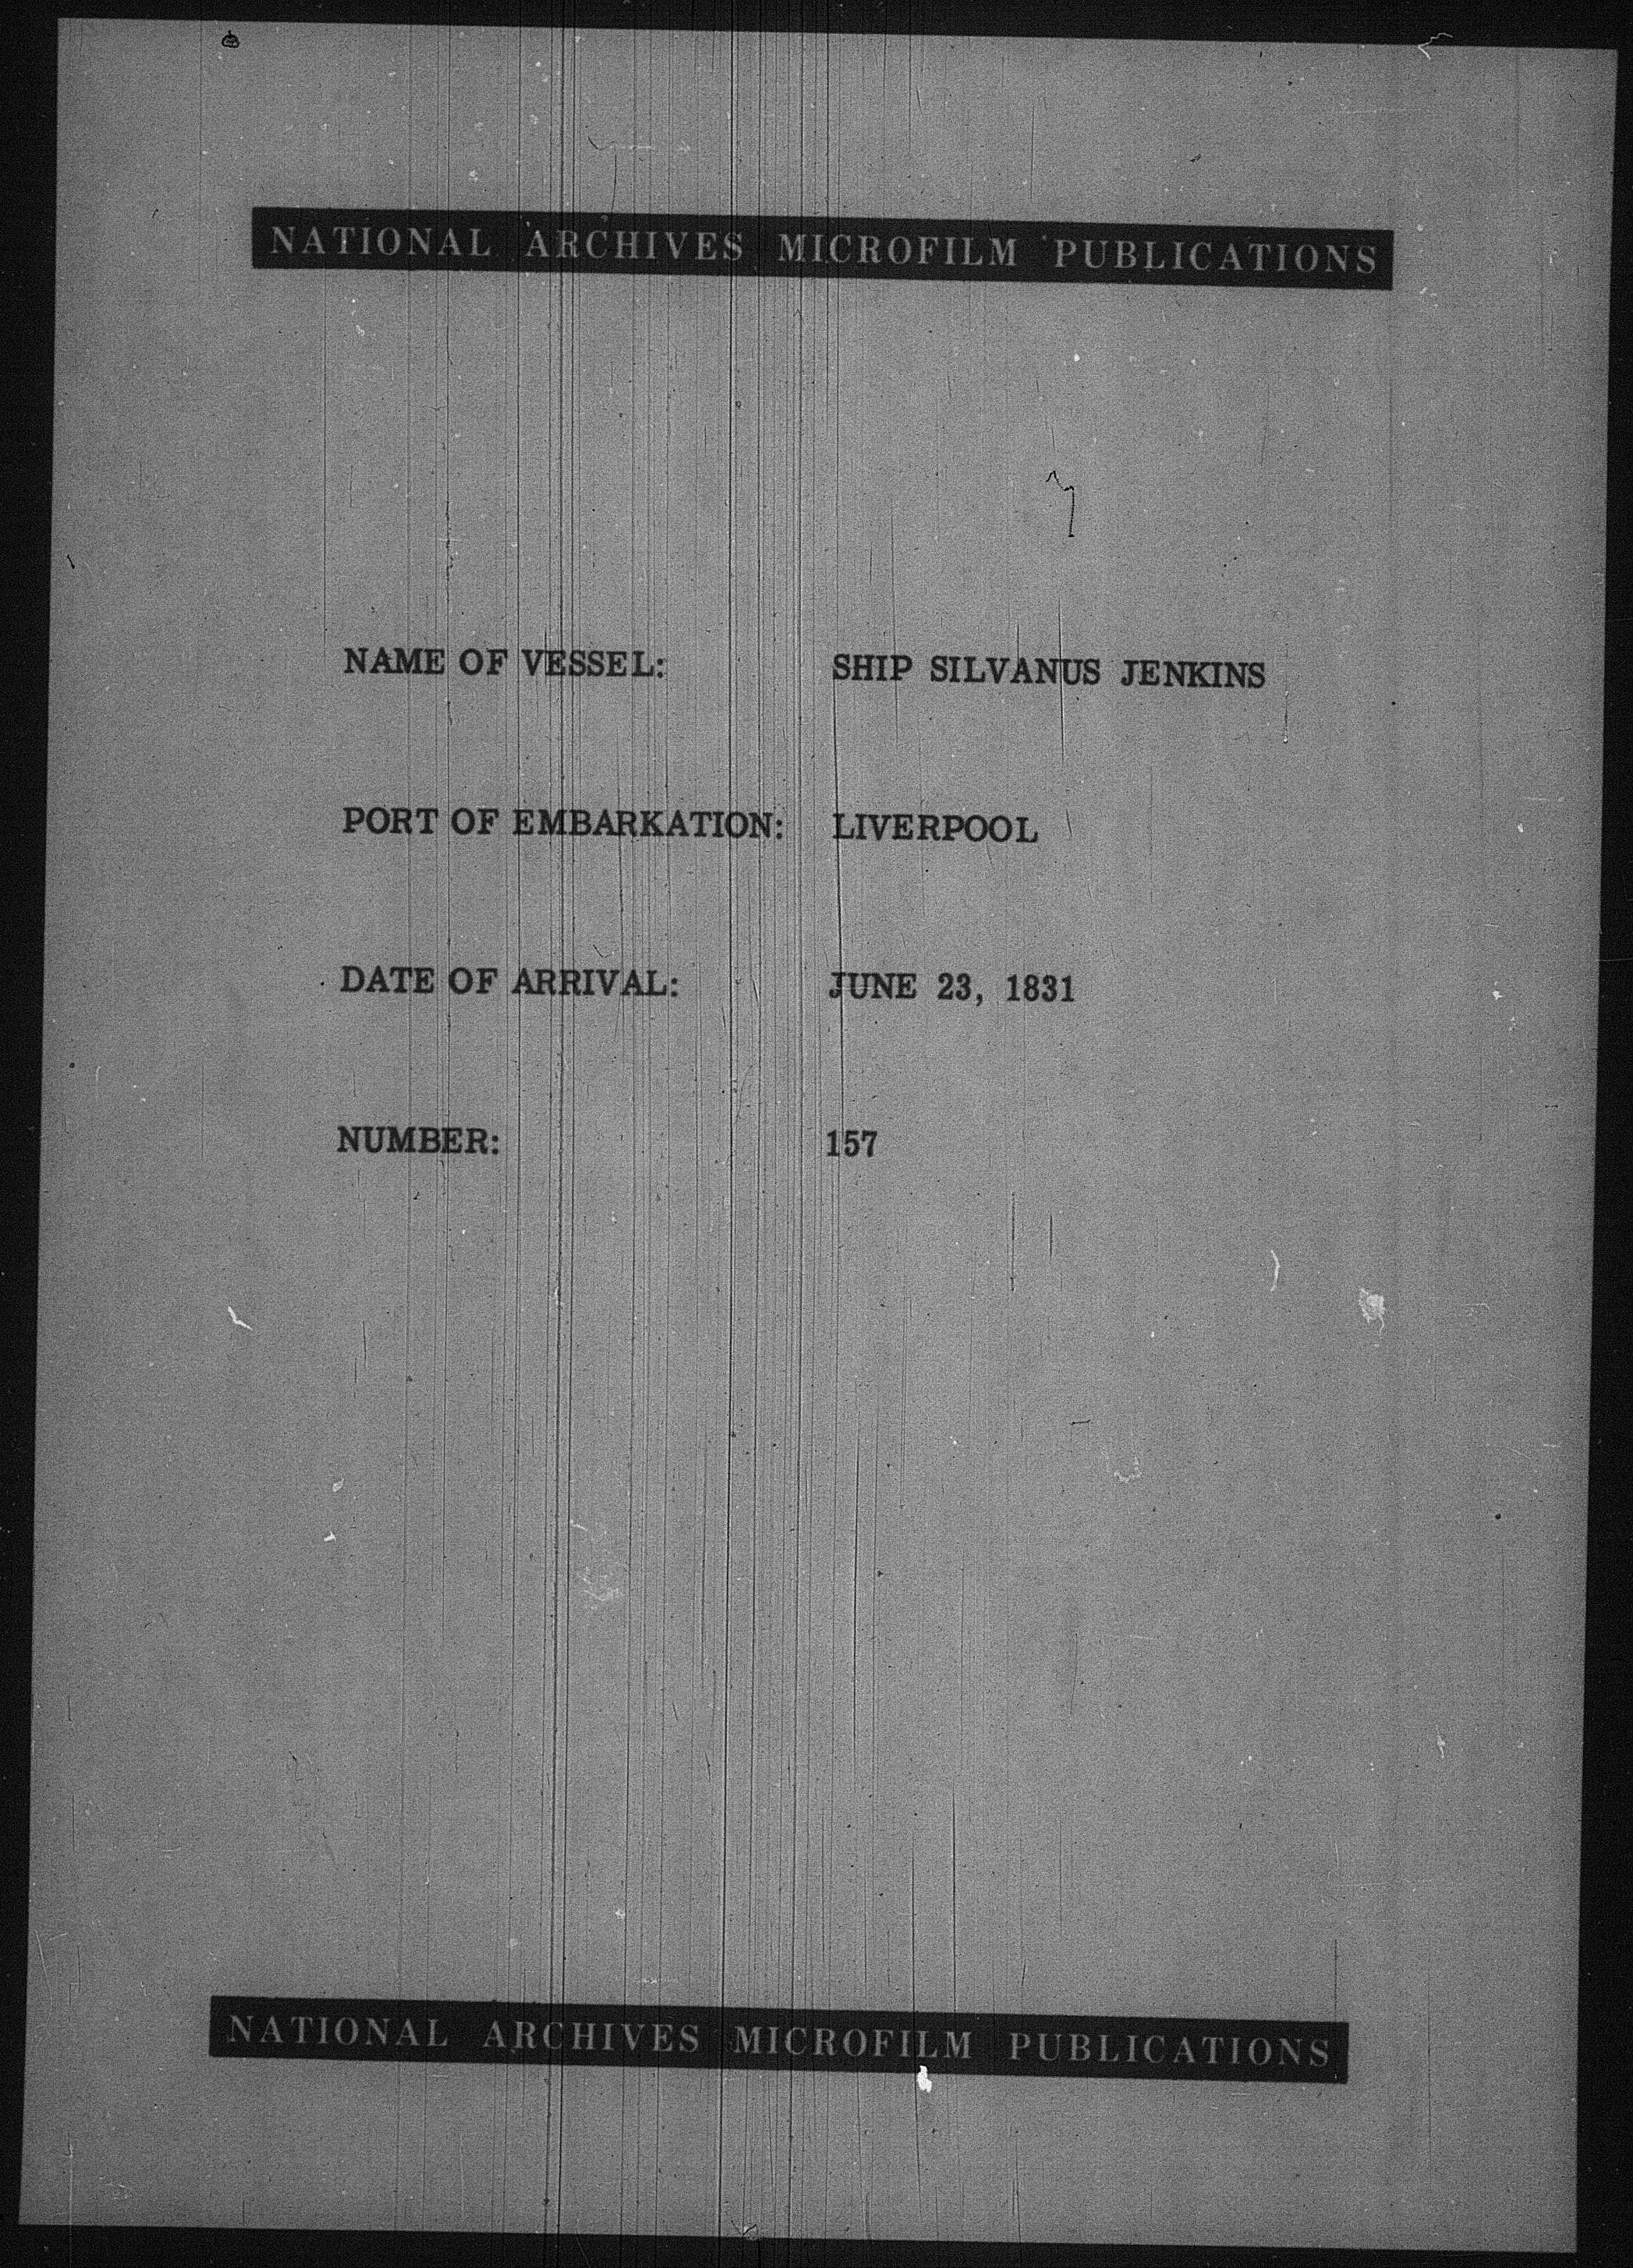 NATIONAL ARCHIVES MICROFILM PUBLICATIONS
NAME OF VESSEL: SHIP SILVANUS JENKINS
PORT OF EMBARKATION: LIVERPOOL
DATE OF ARRIVAL: JUNE 23, 1831
NUMBER: 157
NATIONAL ARCHIVES MICROFILM PUBLICATIONS